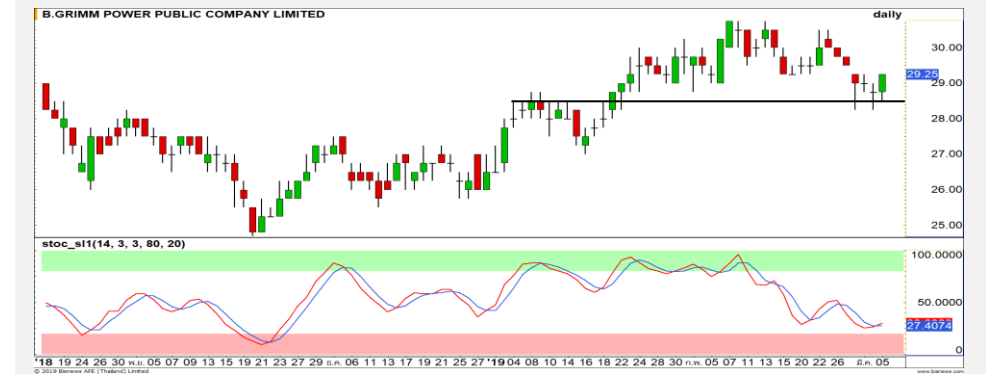 B.GRIMM POWER PUBLIC COMPANY LIMITED daily
30.00
29.25
29.00
28.00
27.00
26.00
25.00
stoc_sl1(14, 3, 3, 80, 20)
100.0000
50.0000
27.4074
0
'18 19 24 26 30 พ.ย. 05 07 09 13 15 19 21 23 27 29 ธ.ค. 06 11 13 17 19 21 25 27 '19 04 08 10 14 16 18 22 24 28 30 ก.พ. 05 07 11 13 15 20 22 26 มี.ค. 05
© 2019 Bisnews AFE (Thailand) Limited www.bisnews.com